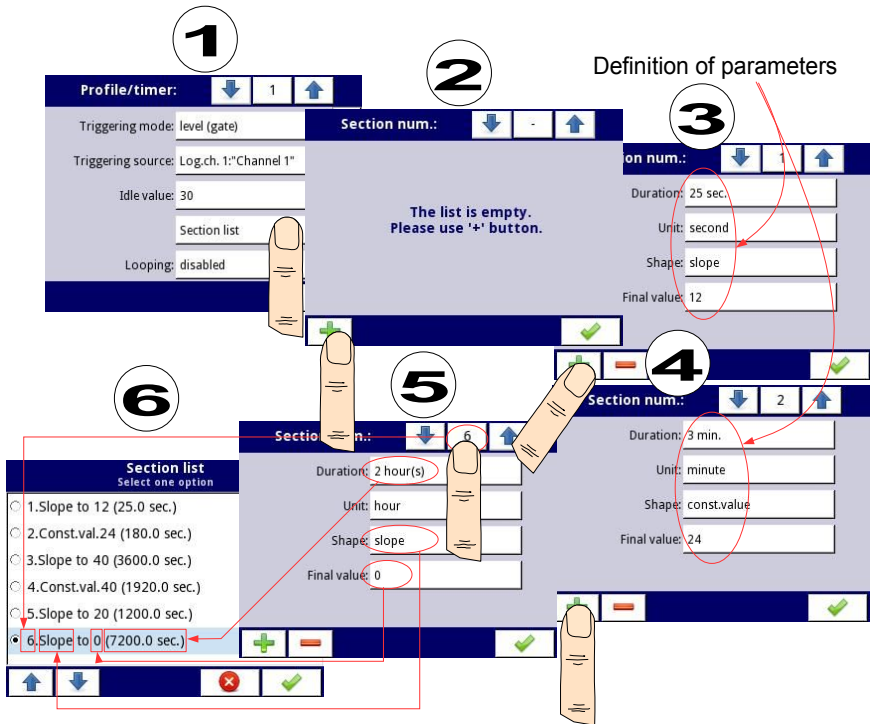 1
Profile/timer: 1
Triggering mode: level (gate)
Triggering source: Log.ch. 1:"Channel 1"
Idle value: 30
Section list
Looping: disabled
2
Section num.: -
The list is empty.
Please use '+' button.
Definition of parameters
3
ion num.: 1
Duration: 25 sec.
Unit: second
Shape: slope
Final value: 12
4
Section num.: 2
Duration: 3 min.
Unit: minute
Shape: const.value
Final value: 24
5
Section num.: 6
Duration: 2 hour(s)
Unit: hour
Shape: slope
Final value: 0
6
Section list
Select one option
1.Slope to 12 (25.0 sec.)
2.Const.val.24 (180.0 sec.)
3.Slope to 40 (3600.0 sec.)
4.Const.val.40 (1920.0 sec.)
5.Slope to 20 (1200.0 sec.)
6.Slope to 0 (7200.0 sec.)